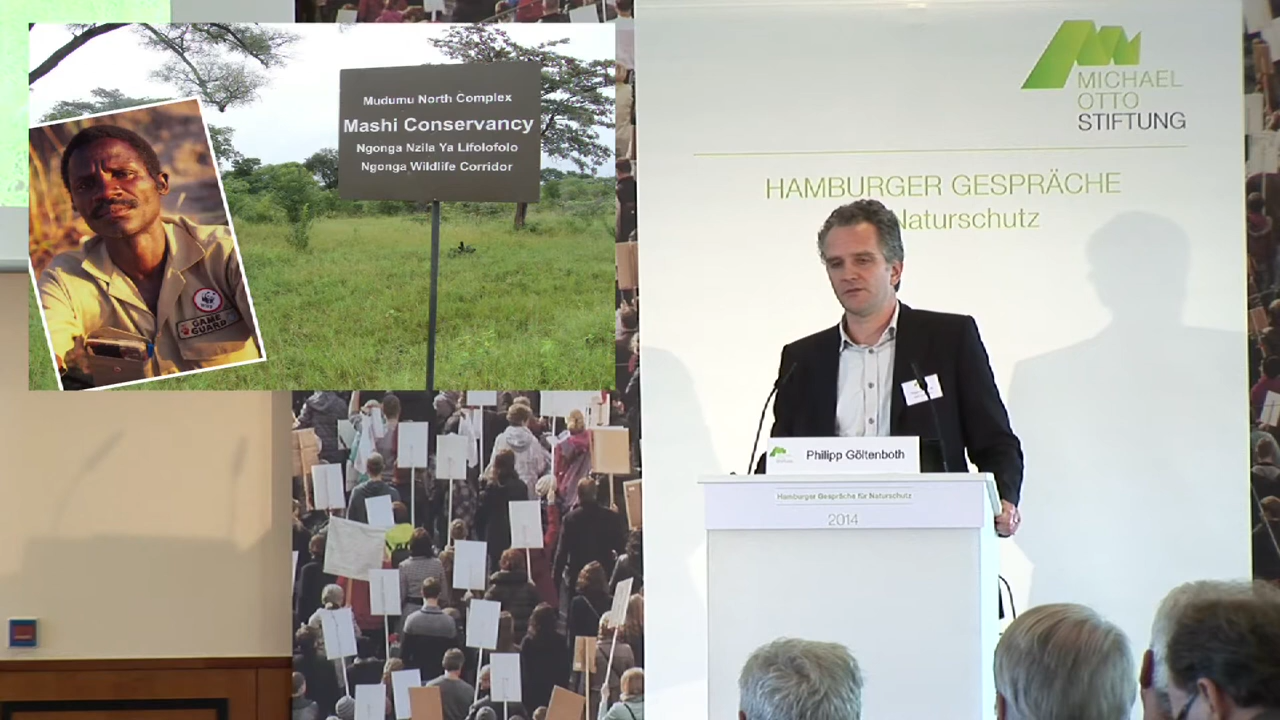 Mudumu North Complex
Mashi Conservancy
Ngonga Nzila Ya Lifolofolo
Ngonga Wildlife Corridor
GAME
GUARD
MICHAEL
OTTO
STIFTUNG
HAMBURGER GESPRÄCHE
Naturschutz
Philipp Göltenboth
Hamburger Gespräche für Naturschutz
2014